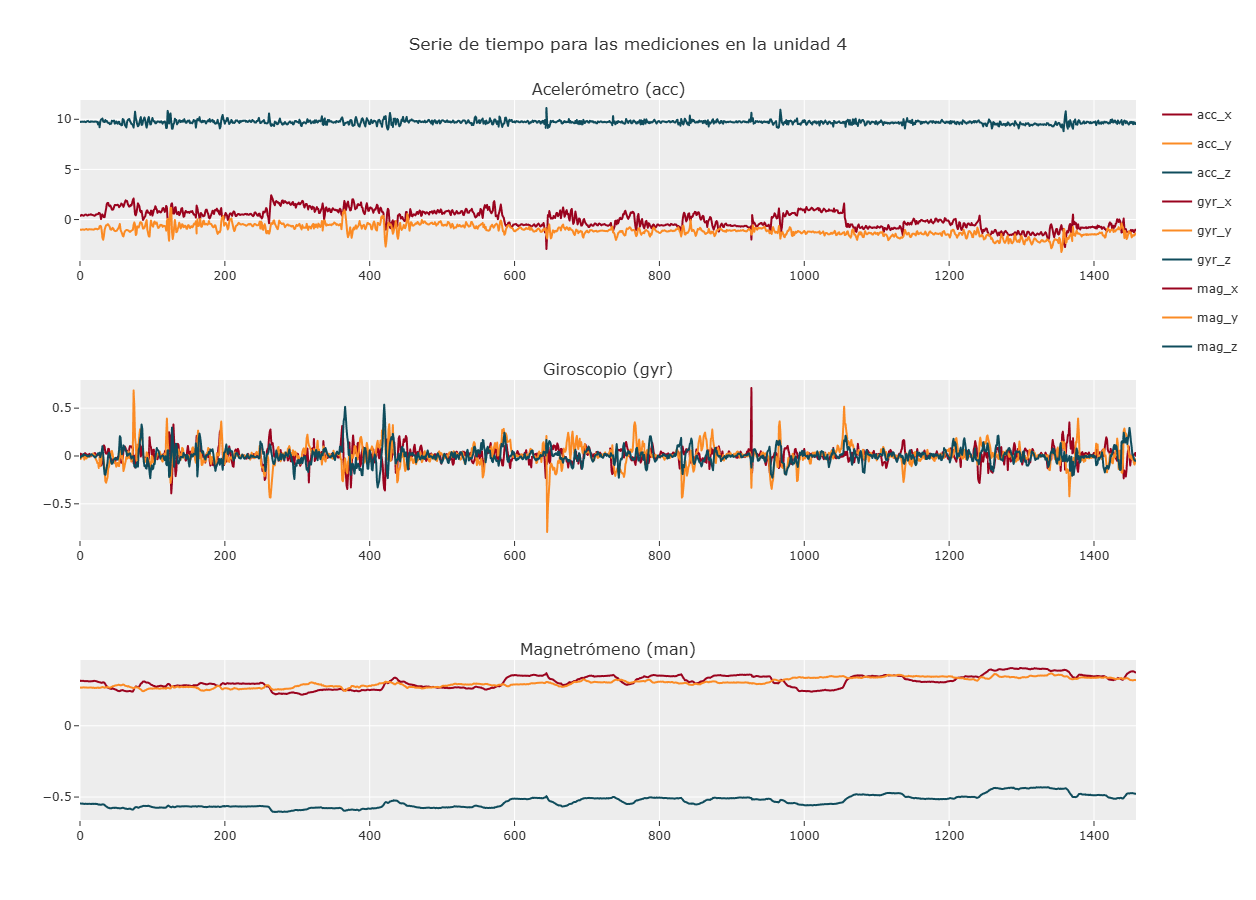 Serie de tiempo para las mediciones en la unidad 4
Acelerómetro (acc)
10
5
0
0 200 400 600 800 1000 1200 1400
acc_x
acc_y
acc_z
gyr_x
gyr_y
gyr_z
mag_x
mag_y
mag_z
Giroscopio (gyr)
0.5
0
−0.5
0 200 400 600 800 1000 1200 1400
Magnetrómeno (man)
0
−0.5
0 200 400 600 800 1000 1200 1400